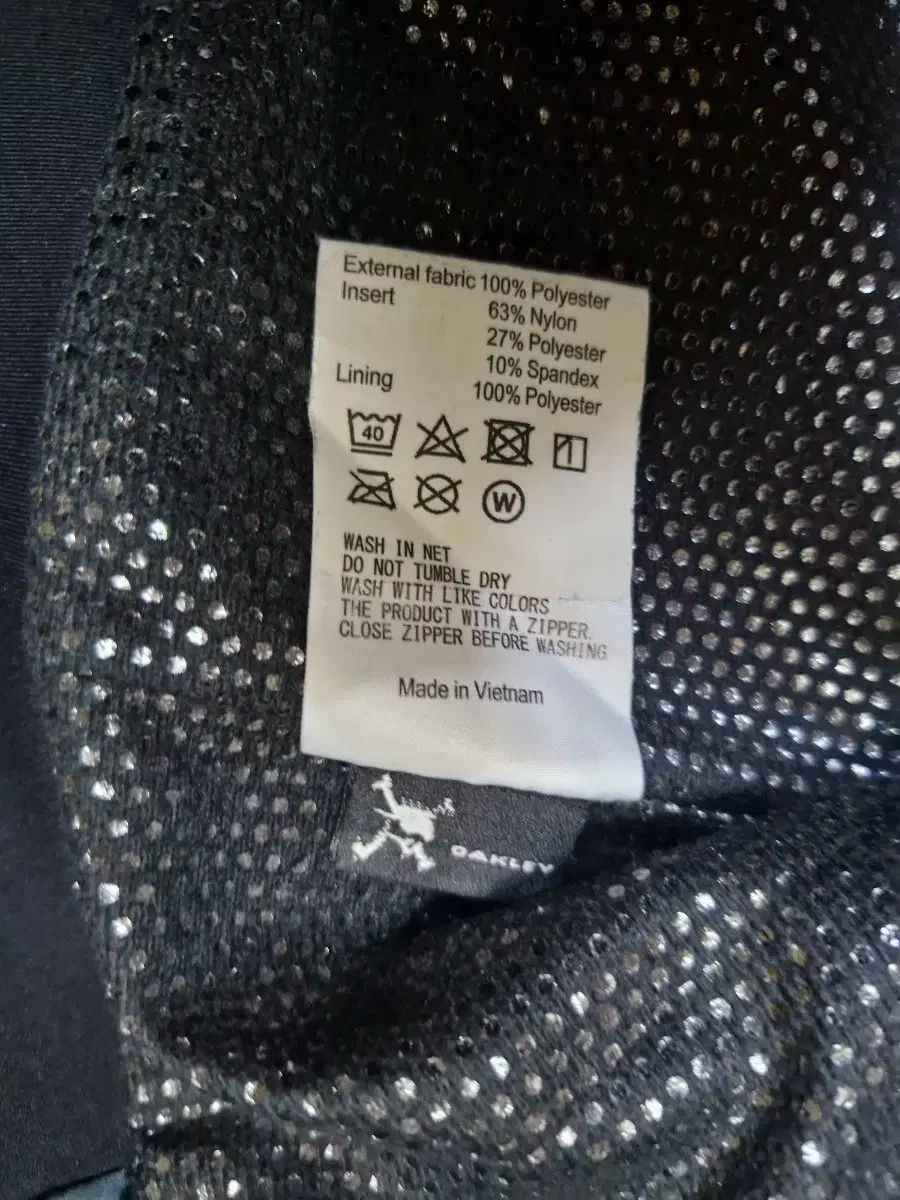 External fabric 100% Polyester
Insert 63% Nylon
27% Polyester
10% Spandex
Lining 100% Polyester
40
W
WASH IN NET
DO NOT TUMBLE DRY
WASH WITH LIKE COLORS
THE PRODUCT WITH A ZIPPER,
CLOSE ZIPPER BEFORE WASHING
Made in Vietnam
OAKLEY